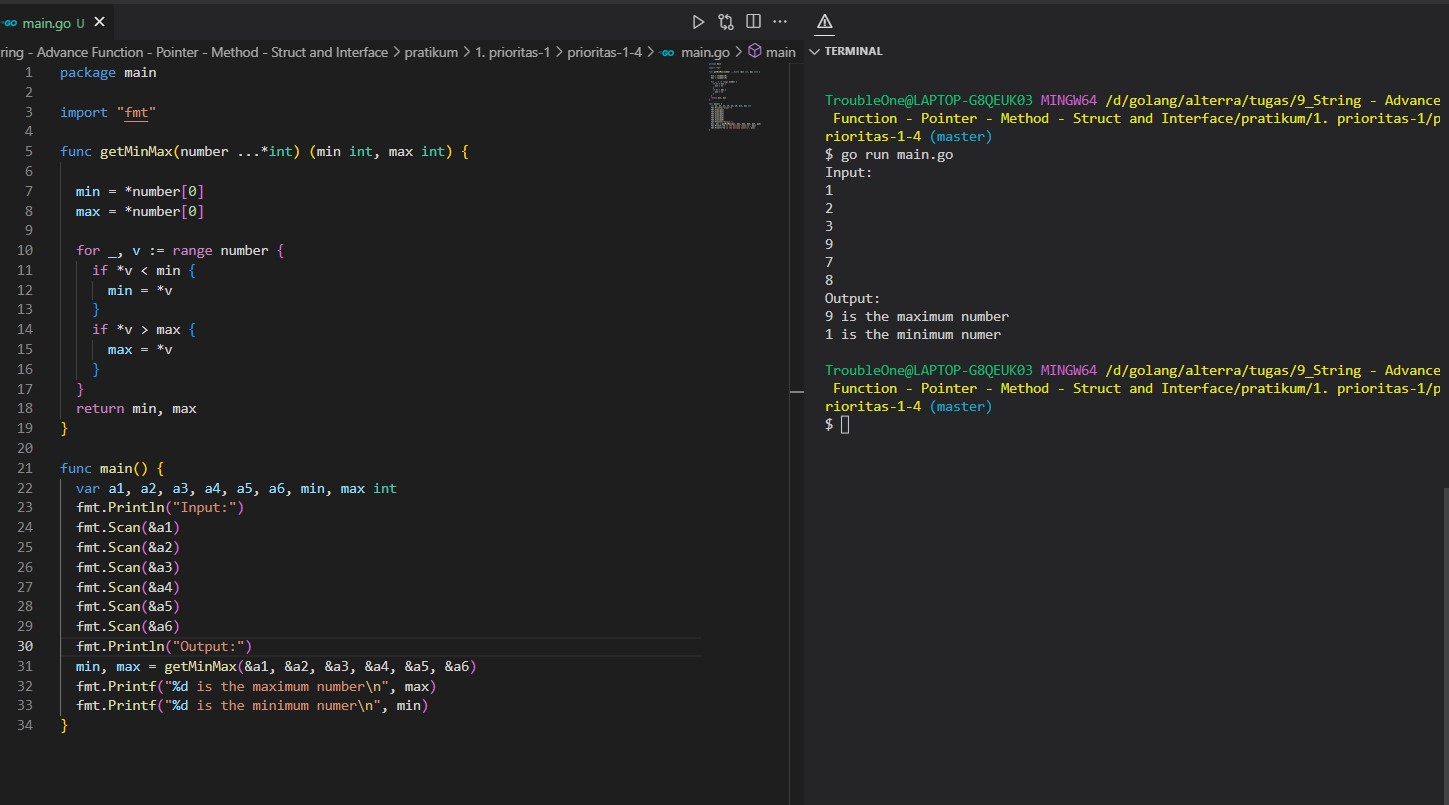 main.go U
ring - Advance Function - Pointer - Method - Struct and Interface > pratikum > 1. prioritas-1 > prioritas-1-4 > main.go > main
1 package main
2
3 import "fmt"
4
5 func getMinMax(number ...*int) (min int, max int) {
6
7 min = *number[0]
8 max = *number[0]
9
10 for _, v := range number {
11 if *v < min {
12 min = *v
13 }
14 if *v > max {
15 max = *v
16 }
17 }
18 return min, max
19 }
20
21 func main() {
22 var a1, a2, a3, a4, a5, a6, min, max int
23 fmt.Println("Input:")
24 fmt.Scan(&a1)
25 fmt.Scan(&a2)
26 fmt.Scan(&a3)
27 fmt.Scan(&a4)
28 fmt.Scan(&a5)
29 fmt.Scan(&a6)
30 fmt.Println("Output:")
31 min, max = getMinMax(&a1, &a2, &a3, &a4, &a5, &a6)
32 fmt.Printf("%d is the maximum number\n", max)
33 fmt.Printf("%d is the minimum numer\n", min)
34 }
TERMINAL
TroubleOne@LAPTOP-G8QEUK03 MINGW64 /d/golang/alterra/tugas/9_String - Advance
Function - Pointer - Method - Struct and Interface/pratikum/1. prioritas-1/p
rioritas-1-4 (master)
$ go run main.go
Input:
1
2
3
9
7
8
Output:
9 is the maximum number
1 is the minimum numer
TroubleOne@LAPTOP-G8QEUK03 MINGW64 /d/golang/alterra/tugas/9_String - Advance
Function - Pointer - Method - Struct and Interface/pratikum/1. prioritas-1/p
rioritas-1-4 (master)
$